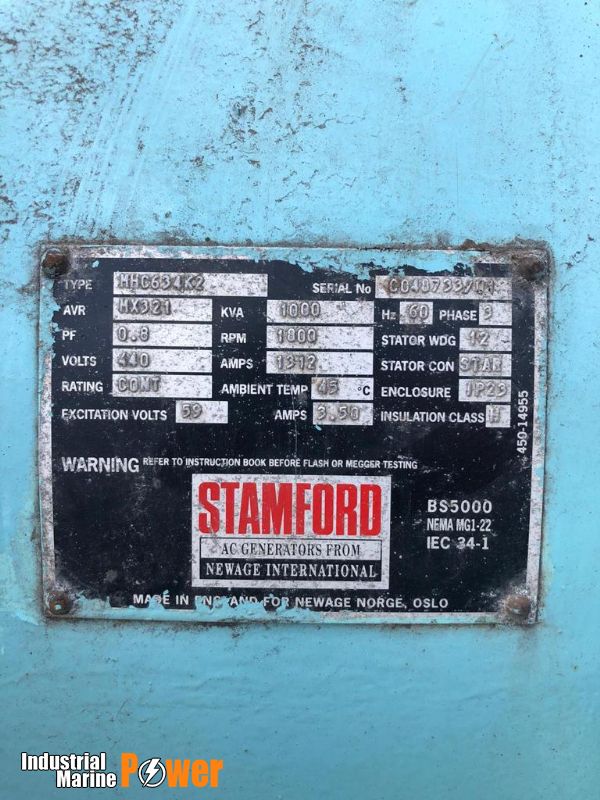 TYPE MHC634K2 SERIAL No
AVR MX321 KVA 1000 Hz 60 PHASE 3
PF 0.8 RPM 1800 STATOR WDG 12
VOLTS 440 AMPS 1312 STATOR CON STAR
RATING CONT AMBIENT TEMP 45 °C ENCLOSURE IP23
EXCITATION VOLTS 59 AMPS 3.50 INSULATION CLASS H
450-14955
WARNING REFER TO INSTRUCTION BOOK BEFORE FLASH OR MEGGER TESTING
STAMFORD
AC GENERATORS FROM
NEWAGE INTERNATIONAL
BS5000
NEMA MG1-22
IEC 34-1
MADE IN ENGLAND FOR NEWAGE NORGE, OSLO
Industrial
Marine Power